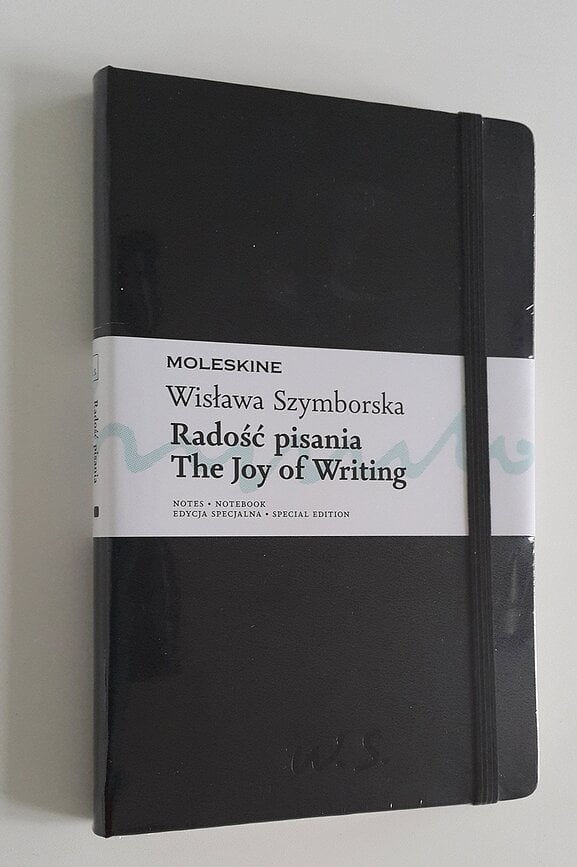 MOLESKINE
Wisława Szymborska
Radość pisania
The Joy of Writing
NOTES • NOTEBOOK
EDYCJA SPECJALNA • SPECIAL EDITION
Radość pisania
W.S.